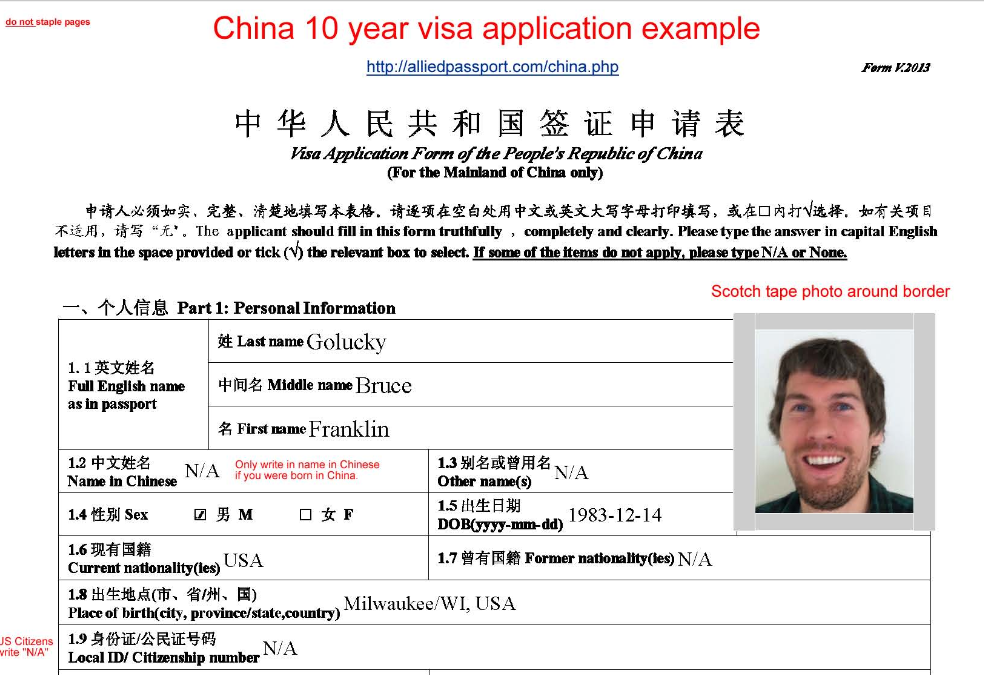 do not staple pages
China 10 year visa application example
http://alliedpassport.com/china.php
Form V.2013
中华人民共和国签证申请表
Visa Application Form of the People's Republic of China
(For the Mainland of China only)
申请人必须如实、完整、清楚地填写本表格。请逐项在空白处用中文或英文大写字母打印填写，或在□内打√选择。如有关项目
不适用，请写“无”。The applicant should fill in this form truthfully , completely and clearly. Please type the answer in capital English
letters in the space provided or tick (√) the relevant box to select. If some of the items do not apply, please type N/A or None.
Scotch tape photo around border
一、个人信息 Part 1: Personal Information
1.1英文姓名
Full English name
as in passport
姓 Last name Golucky
中间名 Middle name Bruce
名 First name Franklin
1.2 中文姓名
Name in Chinese N/A
Only write in name in Chinese
if you were born in China.
1.3 别名或曾用名
Other name(s) N/A
1.4 性别 Sex ☑ 男 M □ 女 F
1.5 出生日期
DOB(yyyy-mm-dd) 1983-12-14
1.6 现有国籍
Current nationality(ies) USA
1.7 曾有国籍 Former nationality(ies) N/A
1.8 出生地点(市、省/州、国)
Place of birth(city, province/state,country) Milwaukee/WI, USA
US Citizens
write "N/A"
1.9 身份证/公民证号码
Local ID/ Citizenship number N/A